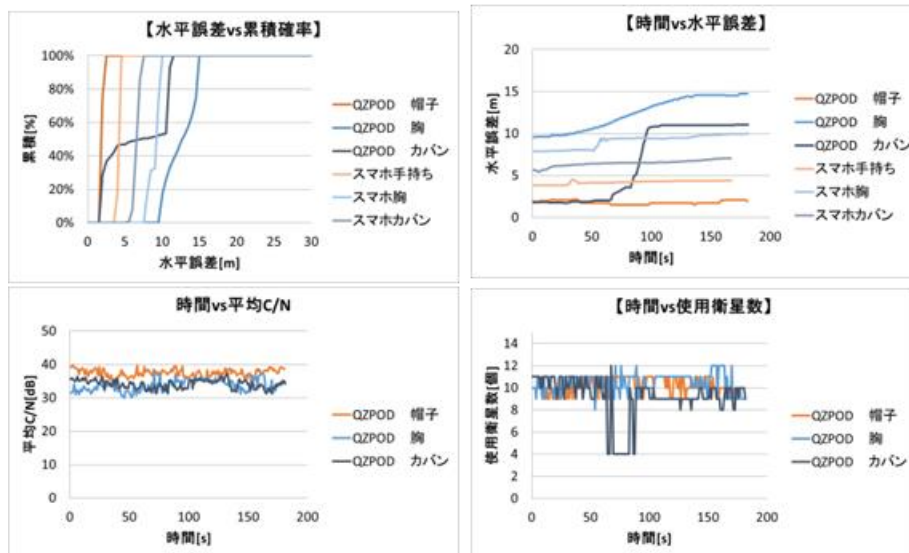 【水平誤差vs累積確率】
100%
80%
60%
40%
20%
0%
累積[%]
0 5 10 15 20 25 30
水平誤差[m]
QZPOD 帽子
QZPOD 胸
QZPOD カバン
スマホ手持ち
スマホ胸
スマホカバン
【時間vs水平誤差】
20
15
10
5
0
水平誤差[m]
0 50 100 150 200
時間[s]
QZPOD 帽子
QZPOD 胸
QZPOD カバン
スマホ手持ち
スマホ胸
スマホカバン
時間vs平均C/N
50
40
30
20
10
0
平均C/N[dB]
0 50 100 150 200
時間[s]
QZPOD 帽子
QZPOD 胸
QZPOD カバン
【時間vs使用衛星数】
14
12
10
8
6
4
2
0
使用衛星数[個]
0 50 100 150 200
時間[s]
QZPOD 帽子
QZPOD 胸
QZPOD カバン